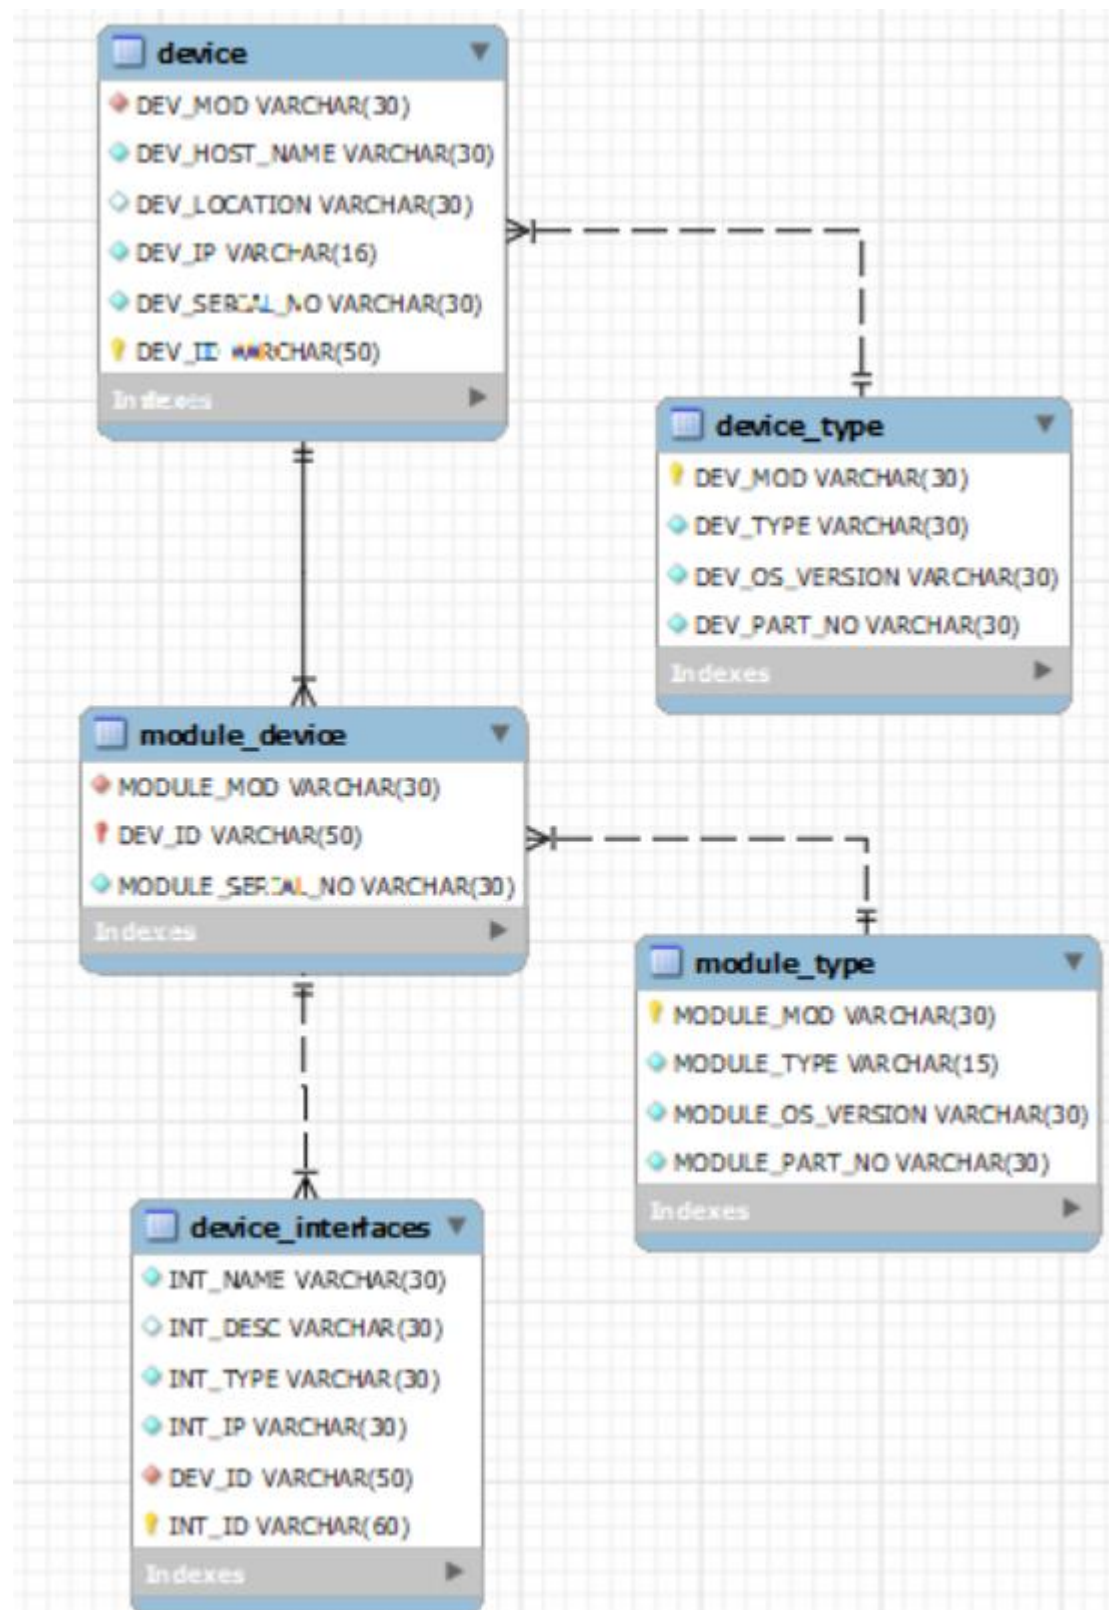 device
DEV_MOD VARCHAR(30)
DEV_HOST_NAME VARCHAR(30)
DEV_LOCATION VARCHAR(30)
DEV_IP VARCHAR(16)
DEV_SERIAL_NO VARCHAR(30)
DEV_ID VARCHAR(50)
Indexes
device_type
DEV_MOD VARCHAR(30)
DEV_TYPE VARCHAR(30)
DEV_OS_VERSION VARCHAR(30)
DEV_PART_NO VARCHAR(30)
Indexes
module_device
MODULE_MOD VARCHAR(30)
DEV_ID VARCHAR(50)
MODULE_SERIAL_NO VARCHAR(30)
Indexes
module_type
MODULE_MOD VARCHAR(30)
MODULE_TYPE VARCHAR(15)
MODULE_OS_VERSION VARCHAR(30)
MODULE_PART_NO VARCHAR(30)
Indexes
device_interfaces
INT_NAME VARCHAR(30)
INT_DESC VARCHAR(30)
INT_TYPE VARCHAR(30)
INT_IP VARCHAR(30)
DEV_ID VARCHAR(50)
INT_ID VARCHAR(60)
Indexes